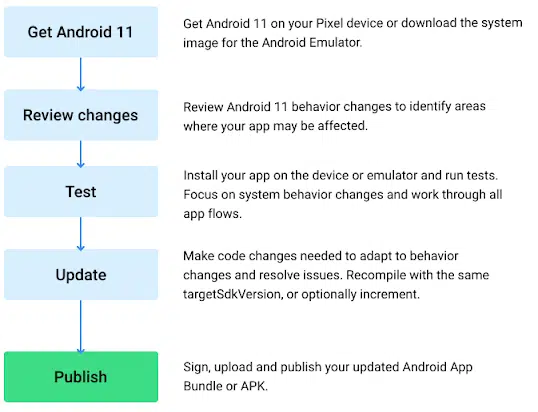 Get Android 11
Get Android 11 on your Pixel device or download the system
image for the Android Emulator.
Review changes
Review Android 11 behavior changes to identify areas
where your app may be affected.
Test
Install your app on the device or emulator and run tests.
Focus on system behavior changes and work through all
app flows.
Update
Make code changes needed to adapt to behavior
changes and resolve issues. Recompile with the same
targetSdkVersion, or optionally increment.
Publish
Sign, upload and publish your updated Android App
Bundle or APK.